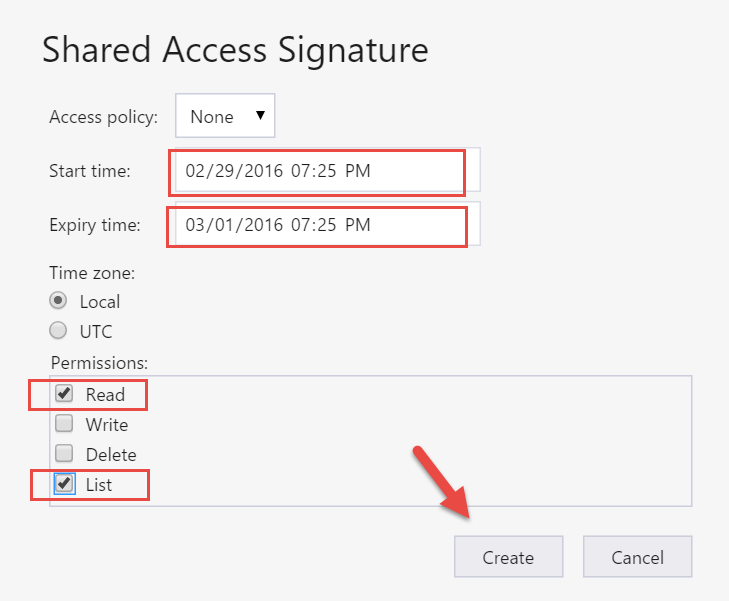 Shared Access Signature
Access policy: None
Start time: 02/29/2016 07:25 PM
Expiry time: 03/01/2016 07:25 PM
Time zone:
Local
UTC
Permissions:
Read
Write
Delete
List
Create Cancel